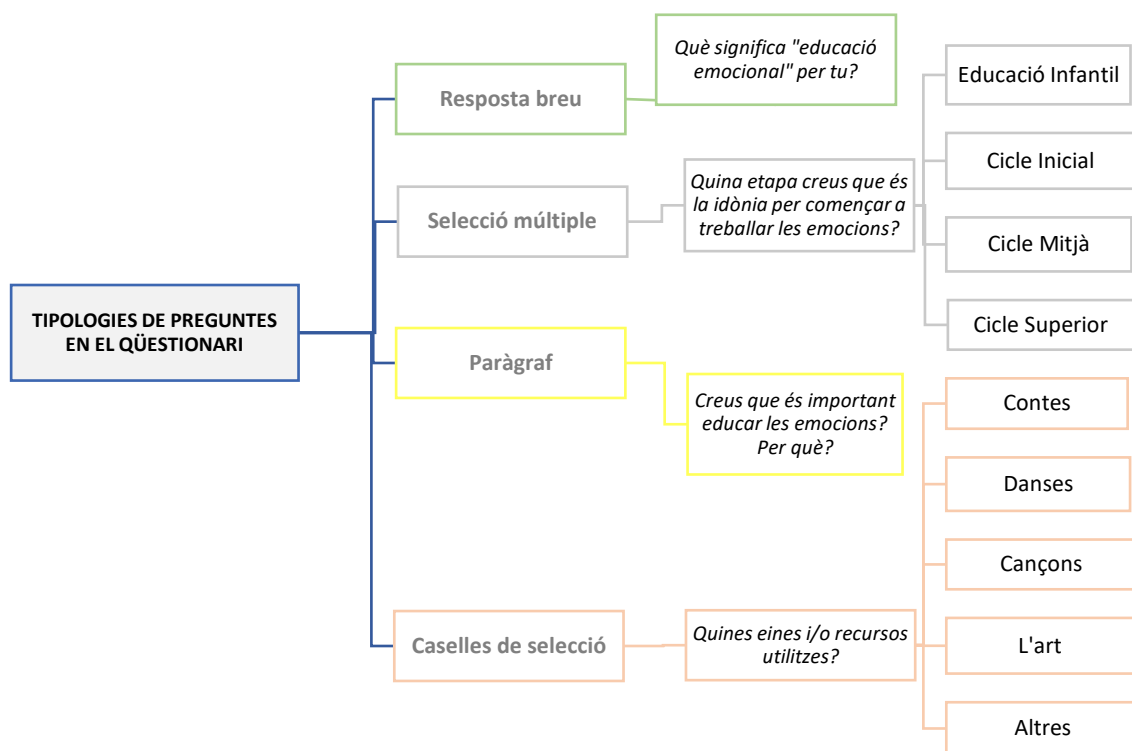 TIPOLOGIES DE PREGUNTES
EN EL QÜESTIONARI
Resposta breu
Què significa "educació
emocional" per tu?
Selecció múltiple
Quina etapa creus que és
la idònia per començar a
treballar les emocions?
Educació Infantil
Cicle Inicial
Cicle Mitjà
Cicle Superior
Paràgraf
Creus que és important
educar les emocions?
Per què?
Caselles de selecció
Quines eines i/o recursos
utilitzes?
Contes
Danses
Cançons
L'art
Altres